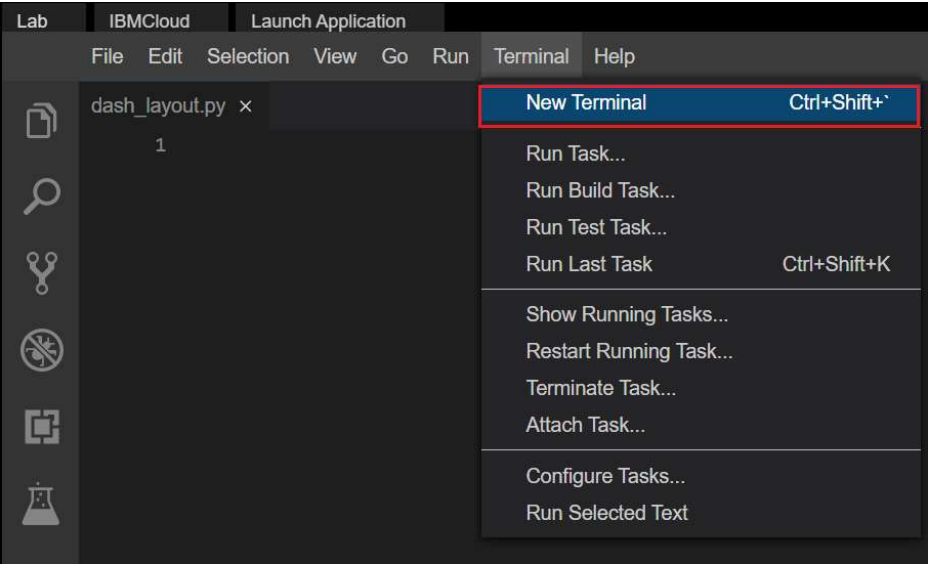 Lab IBMCloud Launch Application
File Edit Selection View Go Run Terminal Help
dash_layout.py ×
1
New Terminal Ctrl+Shift+`
Run Task...
Run Build Task...
Run Test Task...
Run Last Task Ctrl+Shift+K
Show Running Tasks...
Restart Running Task...
Terminate Task...
Attach Task...
Configure Tasks...
Run Selected Text